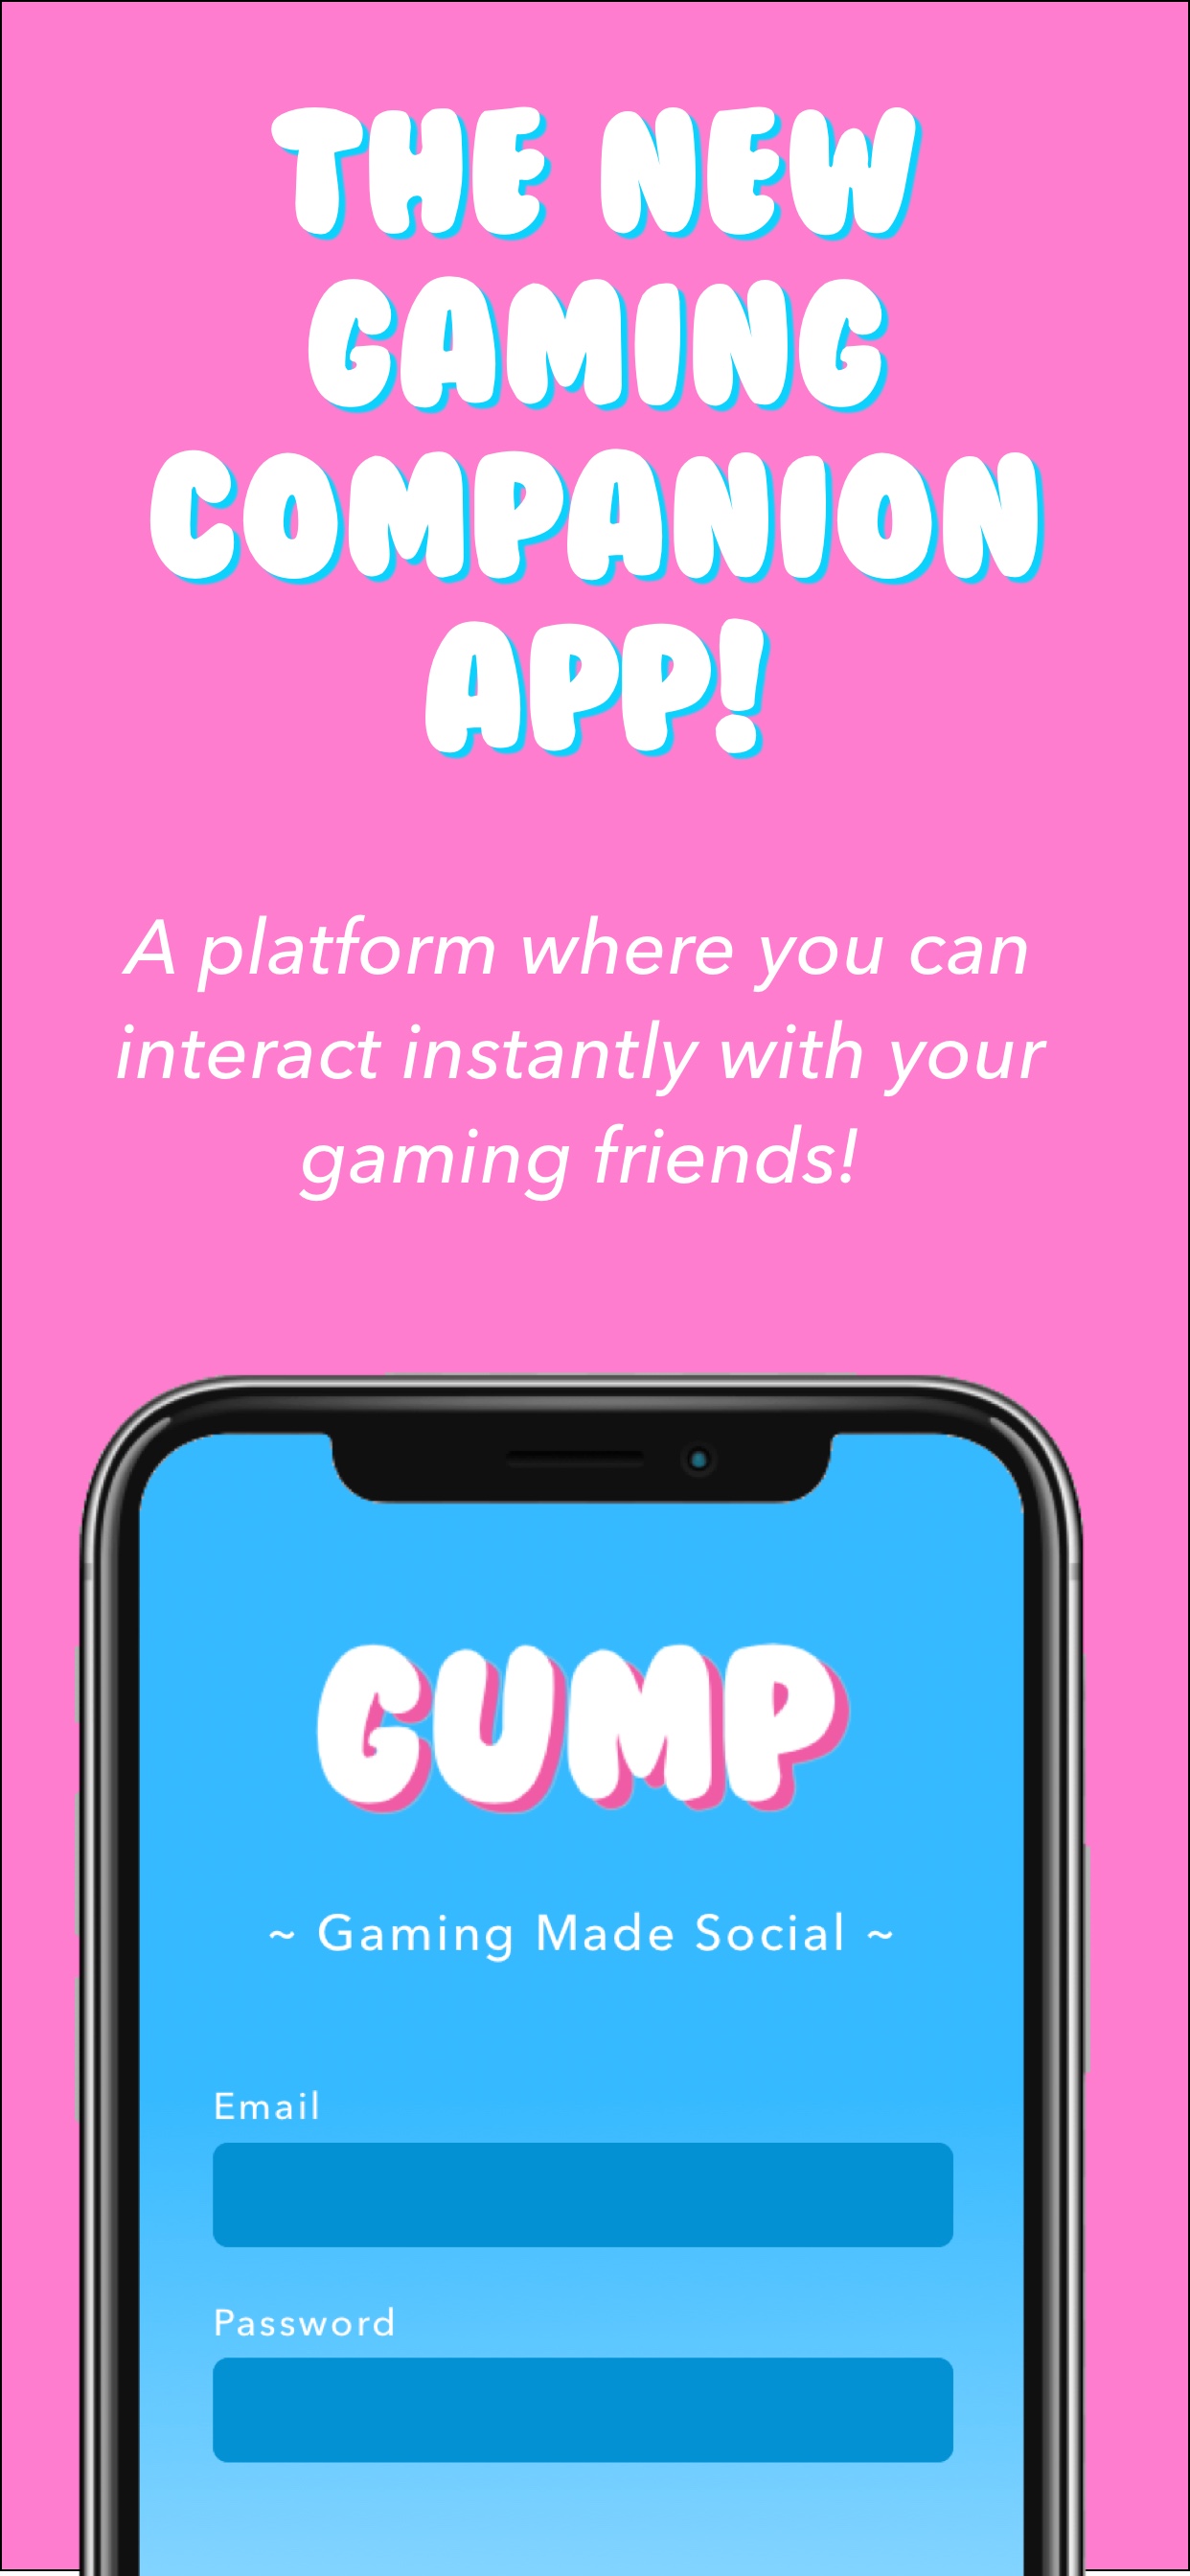 THE NEW
GAMING
COMPANION
APP!
A platform where you can
interact instantly with your
gaming friends!
GUMP
~ Gaming Made Social ~
Email
Password